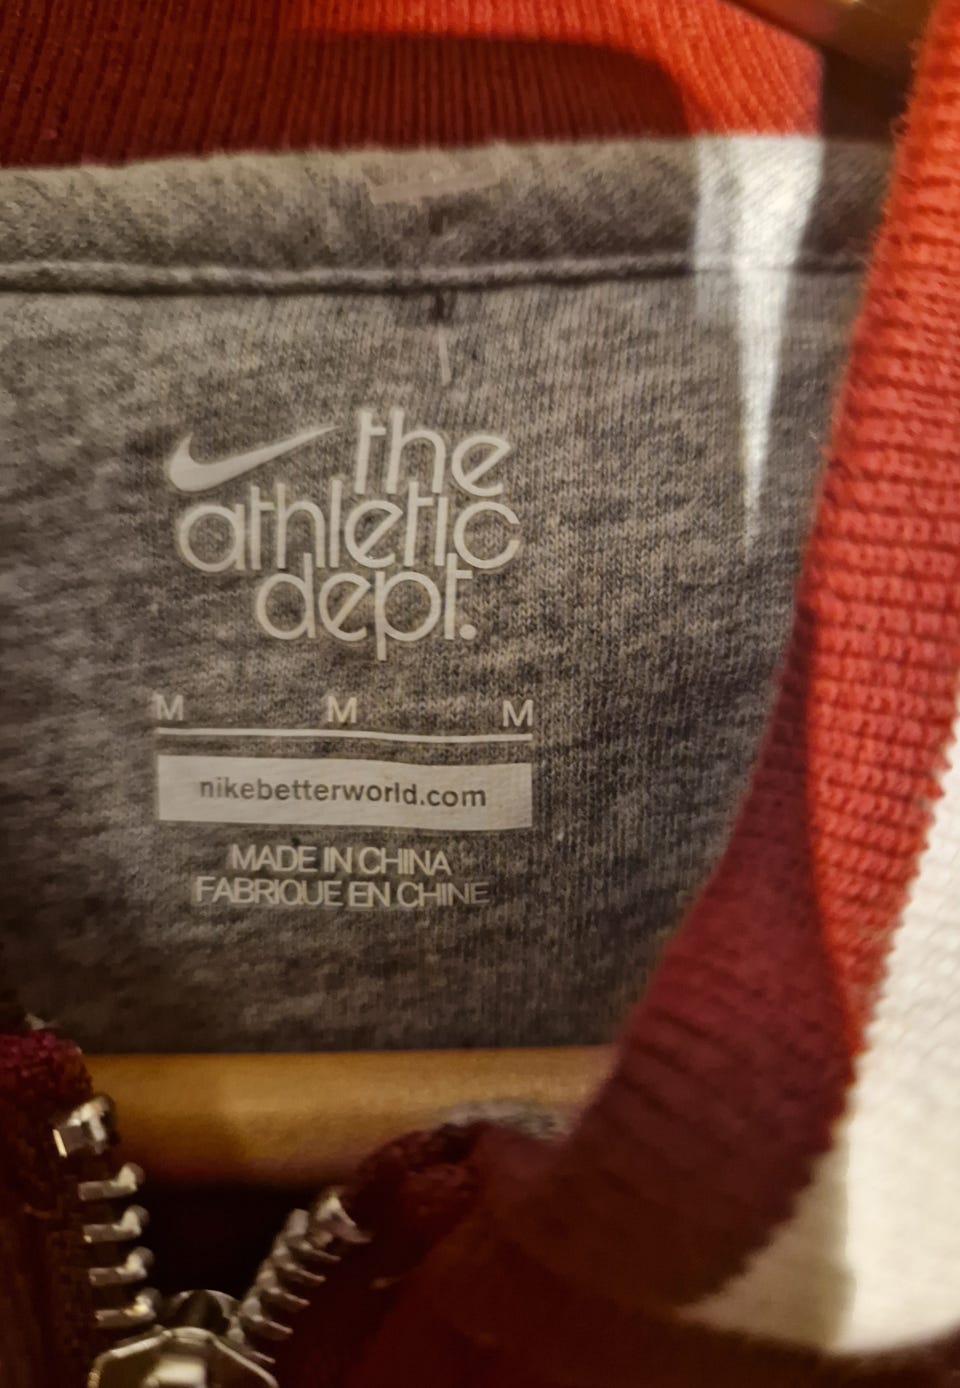 the
athletic
dept.
M M M
nikebetterworld.com
MADE IN CHINA
FABRIQUE EN CHINE